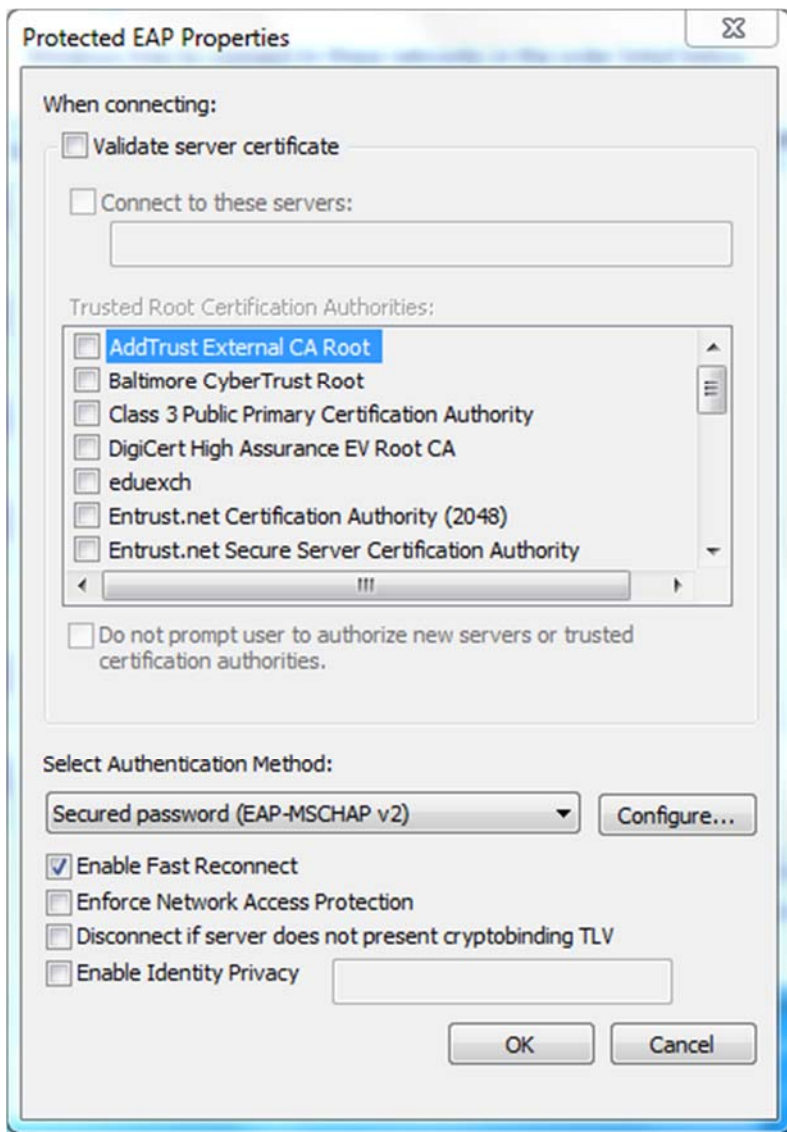 Protected EAP Properties
When connecting:
Validate server certificate
Connect to these servers:
Trusted Root Certification Authorities:
AddTrust External CA Root
Baltimore CyberTrust Root
Class 3 Public Primary Certification Authority
DigiCert High Assurance EV Root CA
eduexch
Entrust.net Certification Authority (2048)
Entrust.net Secure Server Certification Authority
Do not prompt user to authorize new servers or trusted
certification authorities.
Select Authentication Method:
Secured password (EAP-MSCHAP v2) Configure...
Enable Fast Reconnect
Enforce Network Access Protection
Disconnect if server does not present cryptobinding TLV
Enable Identity Privacy
OK Cancel